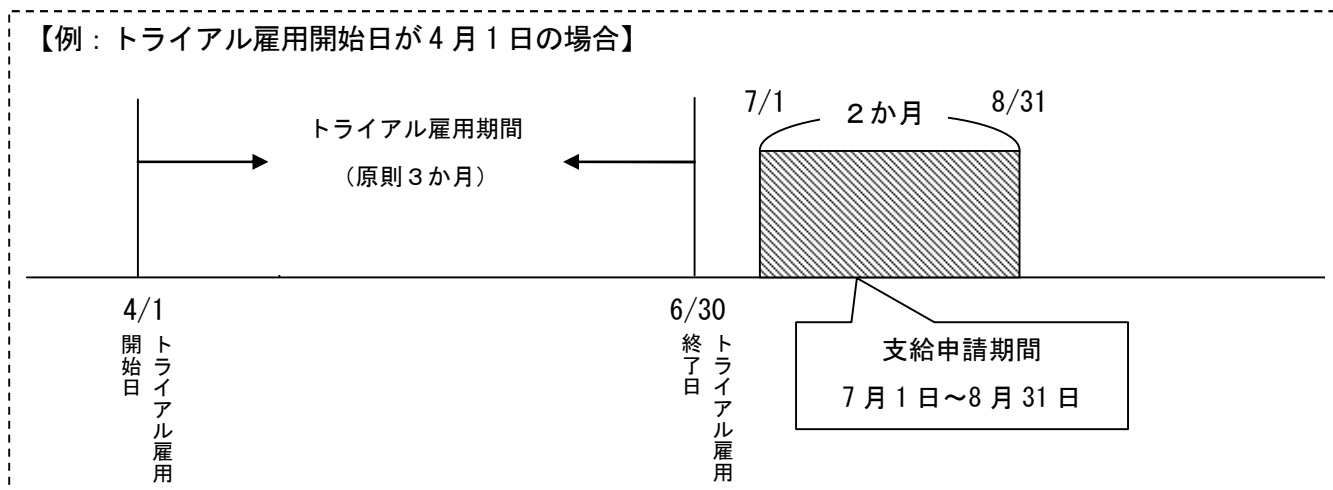 【例：トライアル雇用開始日が４月１日の場合】
7/1
２か月
8/31
トライアル雇用期間
（原則３か月）
4/1
トライアル雇用
開始日
6/30
トライアル雇用
終了日
支給申請期間
７月１日～８月 31 日